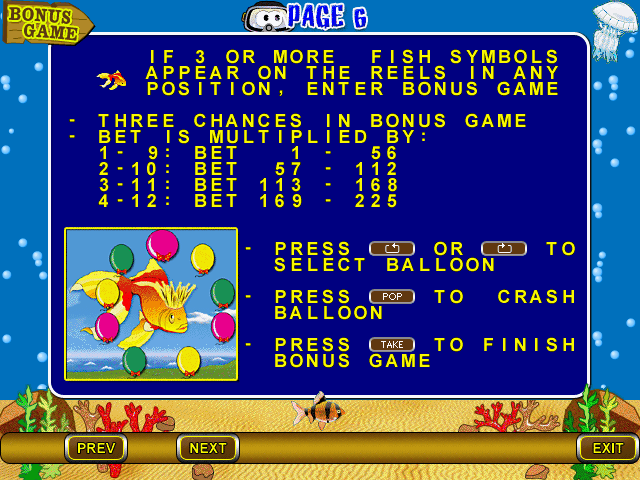 BONUS
GAME
PAGE 6
IF 3 OR MORE FISH SYMBOLS
APPEAR ON THE REELS IN ANY
POSITION, ENTER BONUS GAME
- THREE CHANCES IN BONUS GAME
- BET IS MULTIPLIED BY:
1 - 9: BET 1 - 56
2 - 10: BET 57 - 112
3 - 11: BET 113 - 168
4 - 12: BET 169 - 225
- PRESS OR TO
SELECT BALLOON
- PRESS POP TO CRASH
BALLOON
- PRESS TAKE TO FINISH
BONUS GAME
PREV NEXT EXIT